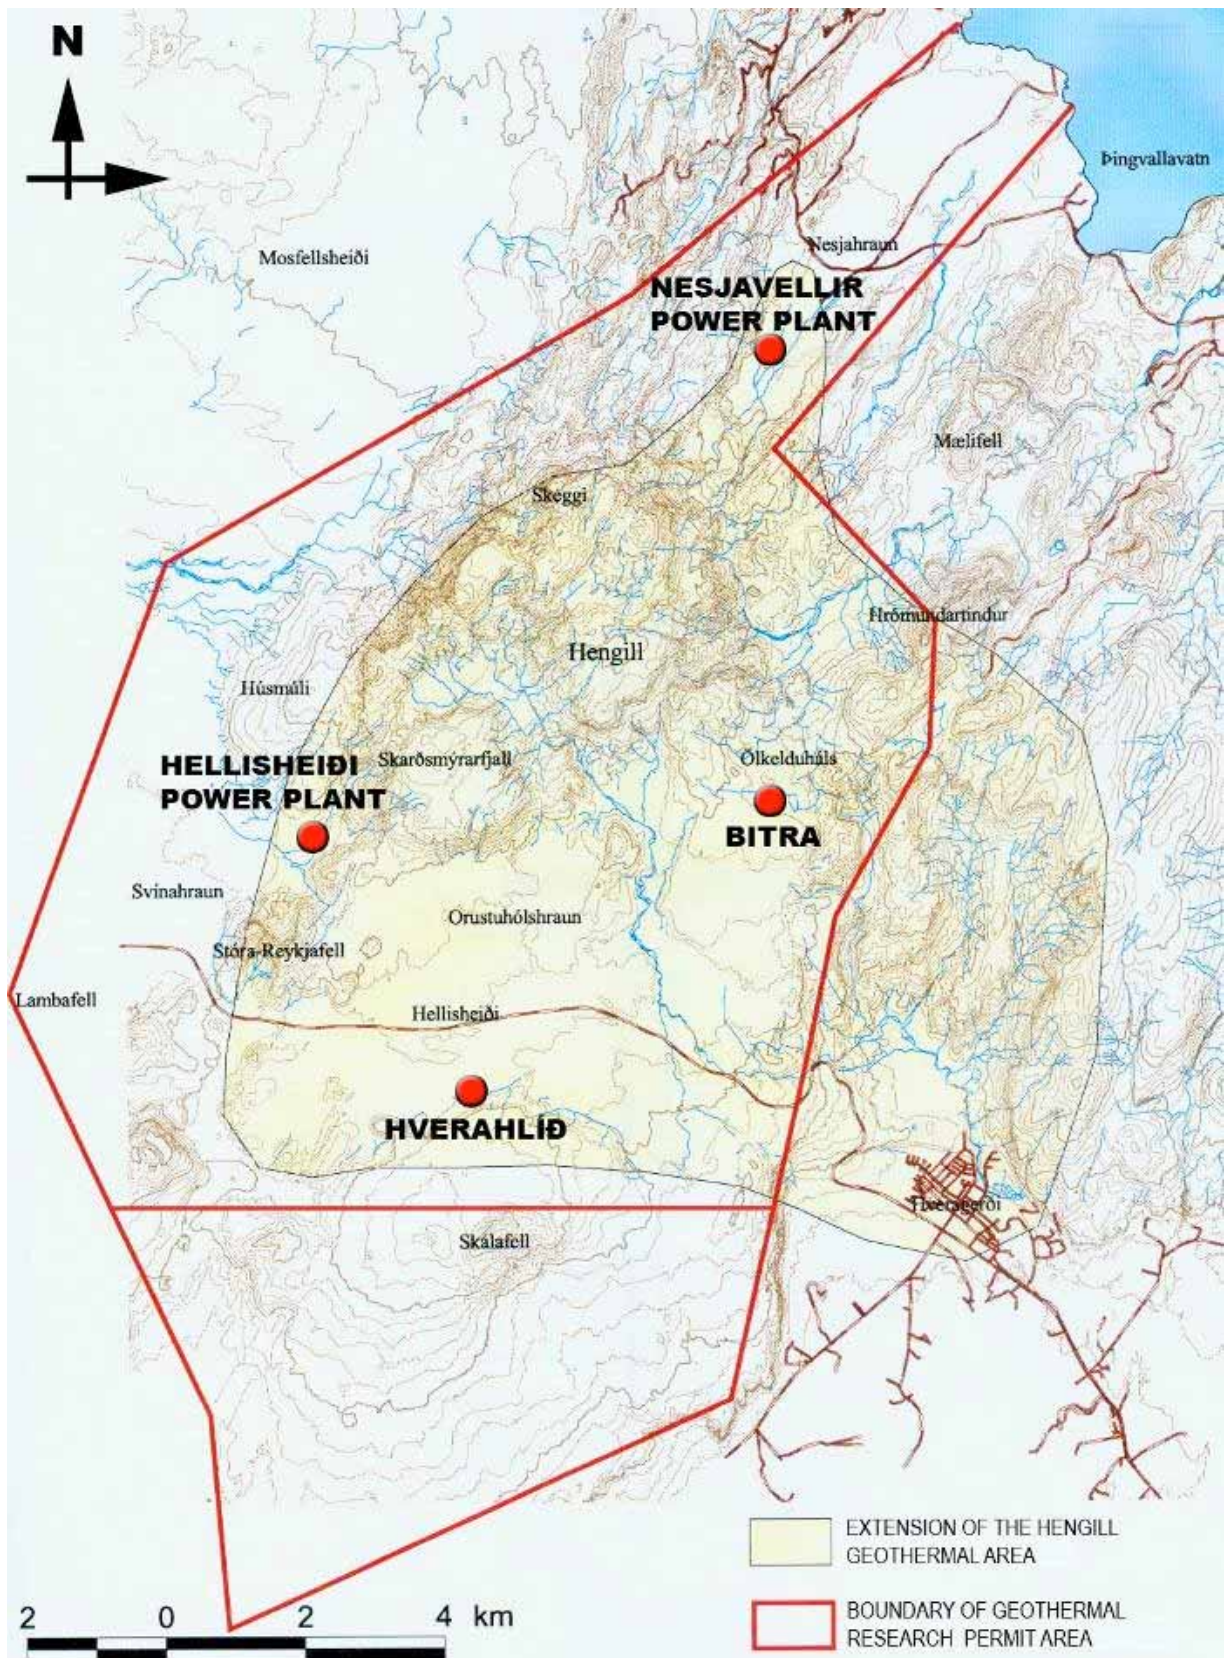 N
Þingvallavatn
Mosfellsheiði
Nesjahraun
NESJAVELLIR
POWER PLANT
Mælifell
Skeggi
Hrómundartindur
Hengill
Húsmúli
HELLISHEIÐI
POWER PLANT
Skarðsmýrarfjall
Ölkelduháls
BITRA
Svínahraun
Orustuhólshraun
Stóra-Reykjafell
Lambafell
Hellisheiði
HVERAHLÍÐ
Hveragerði
Skálafell
EXTENSION OF THE HENGILL
GEOTHERMAL AREA
BOUNDARY OF GEOTHERMAL
RESEARCH PERMIT AREA
2 0 2 4 km